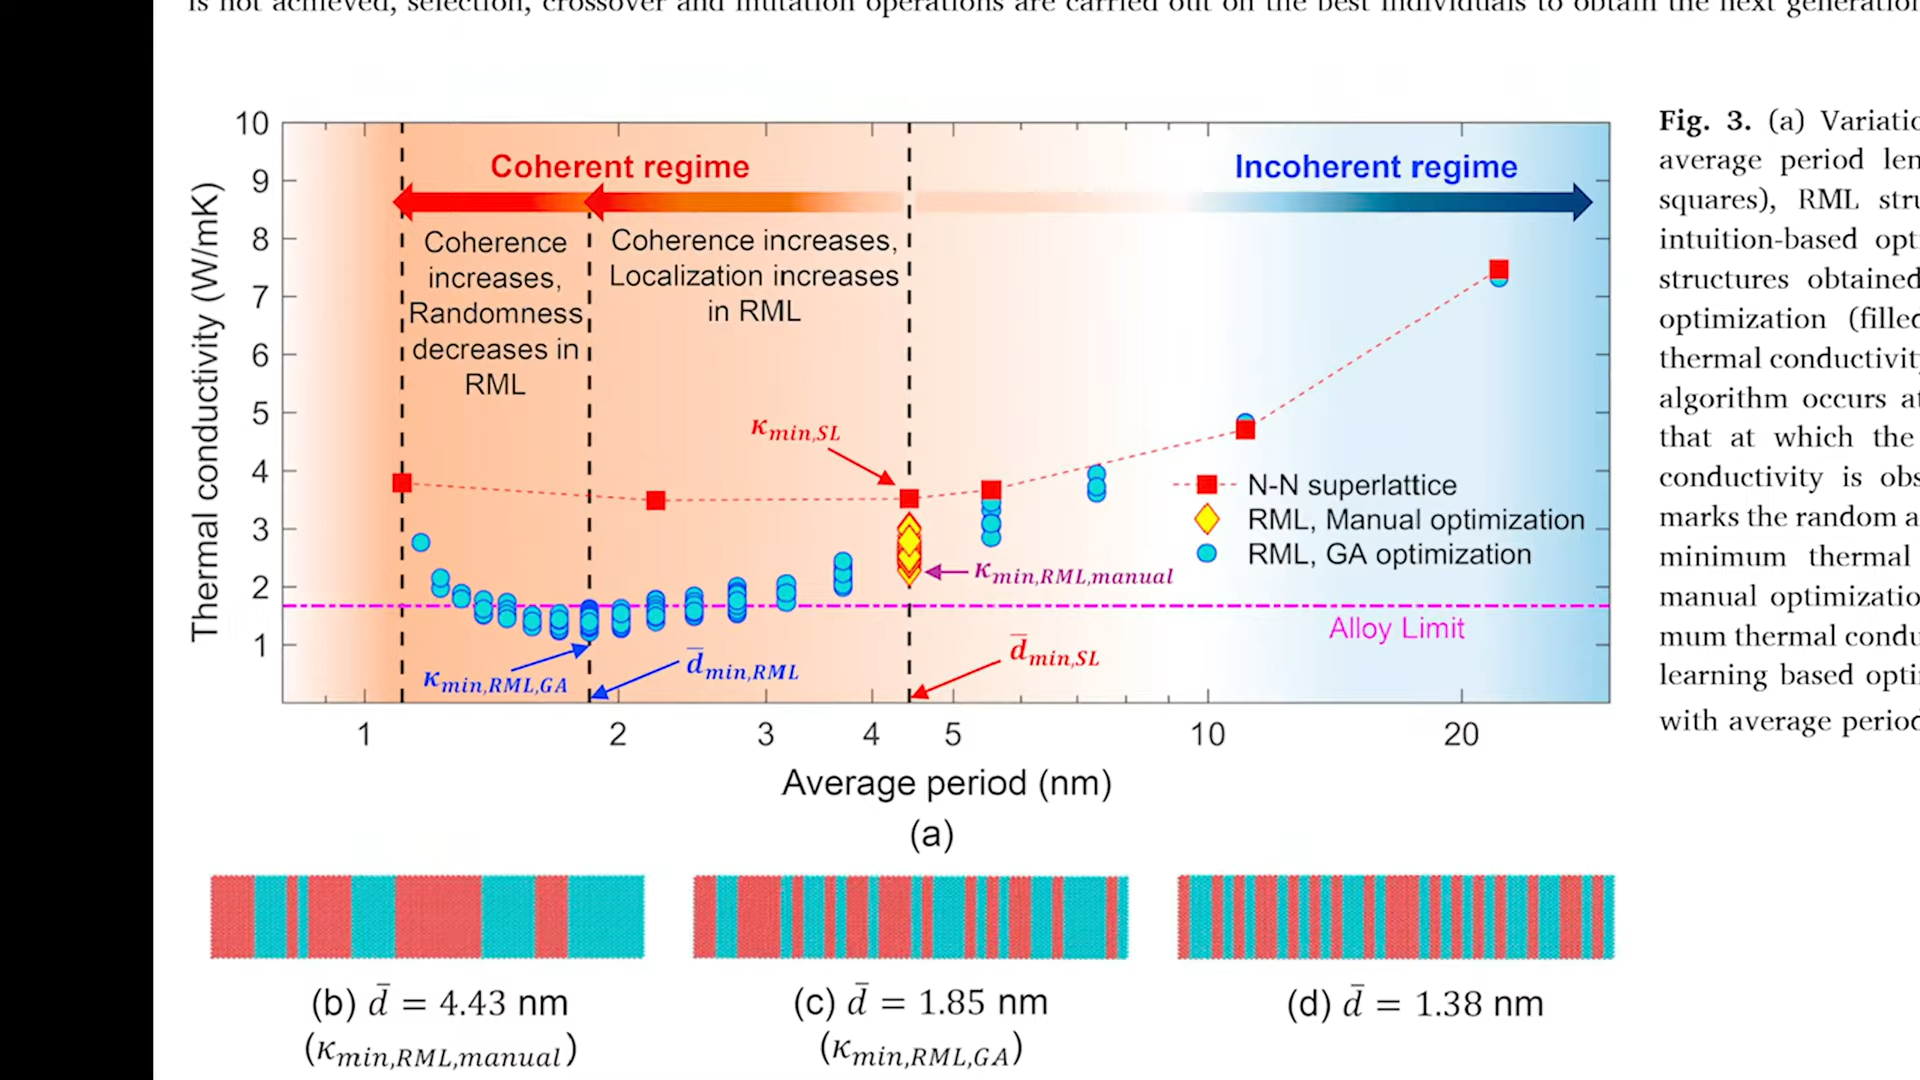 is not achieved, selection, crossover and mutation operations are carried out on the best individuals to obtain the next generation
10
9
8
7
6
5
4
3
2
1
Thermal conductivity (W/mK)
Coherent regime
Incoherent regime
Coherence
increases,
Randomness
decreases in
RML
Coherence increases,
Localization increases
in RML
κmin,SL
N-N superlattice
RML, Manual optimization
RML, GA optimization
κmin,RML,manual
Alloy Limit
κmin,RML,GA
d̄min,RML
d̄min,SL
1 2 3 4 5 10 20
Average period (nm)
(a)
(b) d̄ = 4.43 nm
(κmin,RML,manual)
(c) d̄ = 1.85 nm
(κmin,RML,GA)
(d) d̄ = 1.38 nm
Fig. 3. (a) Variatio
average period len
squares), RML stru
intuition-based opti
structures obtained
optimization (filled
thermal conductivity
algorithm occurs at
that at which the
conductivity is obs
marks the random a
minimum thermal
manual optimizatio
mum thermal condu
learning based opti
with average period